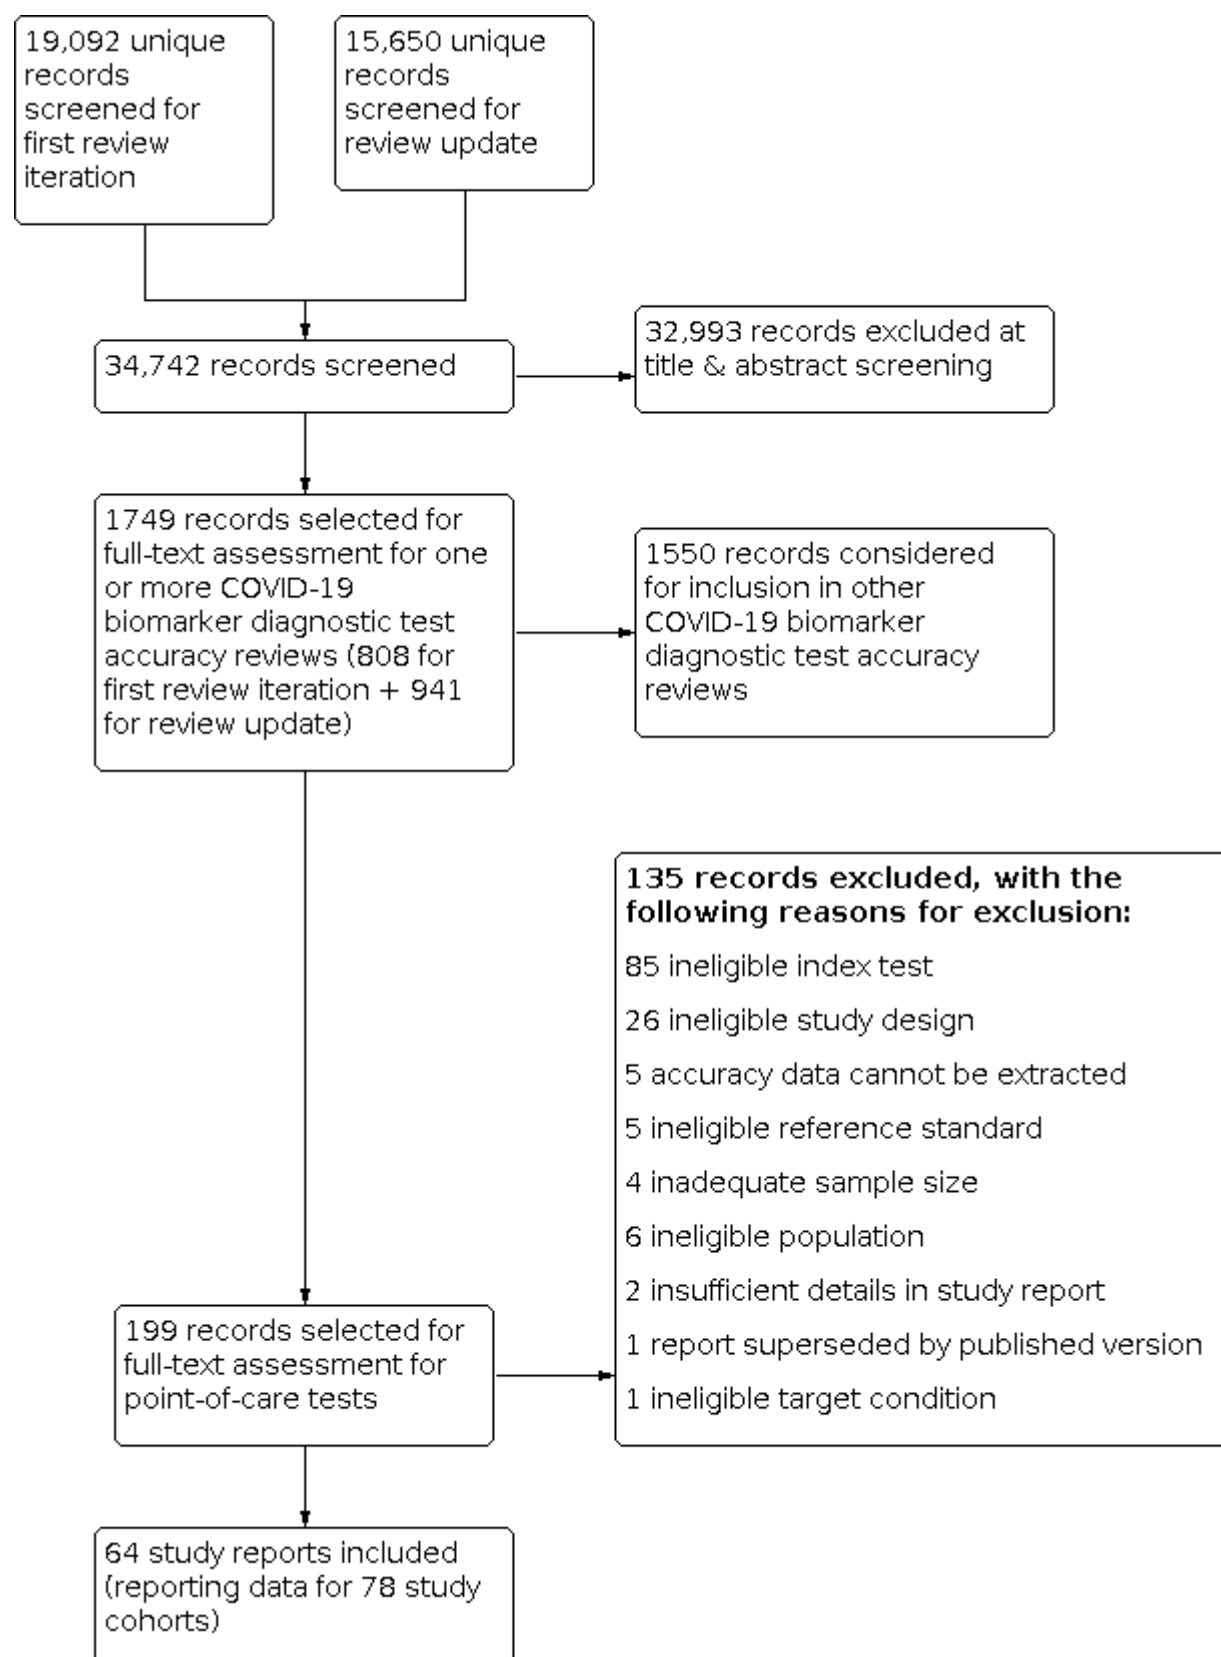 19,092 unique
records
screened for
first review
iteration
15,650 unique
records
screened for
review update
34,742 records screened
32,993 records excluded at
title & abstract screening
1749 records selected for
full-text assessment for one
or more COVID-19
biomarker diagnostic test
accuracy reviews (808 for
first review iteration + 941
for review update)
1550 records considered
for inclusion in other
COVID-19 biomarker
diagnostic test accuracy
reviews
135 records excluded, with the
following reasons for exclusion:
85 ineligible index test
26 ineligible study design
5 accuracy data cannot be extracted
5 ineligible reference standard
4 inadequate sample size
6 ineligible population
2 insufficient details in study report
1 report superseded by published version
1 ineligible target condition
199 records selected for
full-text assessment for
point-of-care tests
64 study reports included
(reporting data for 78 study
cohorts)